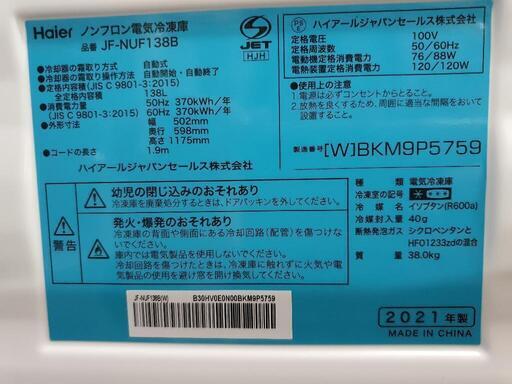 Haier ノンフロン電気冷凍庫
品番 JF-NUF138B
JET
HJH
●冷却器の霜取り方式 自動式
●冷却器の霜取り操作方法 自動開始・自動終了
●定格内容積(JIS C 9801-3:2015)
全定格内容積 138L
●消費電力量 50Hz 370kWh/年
(JIS C 9801-3:2015) 60Hz 370kWh/年
●外形寸法 幅 502mm
奥行 598mm
高さ 1175mm
●コードの長さ 1.9m
ハイアールジャパンセールス株式会社
PSE ハイアールジャパンセールス株式会社
定格電圧 100V
定格周波数 50/60Hz
電動機定格消費電力 76/88W
電熱装置定格消費電力 120/120W
●使用上の注意
1.電源は必ずコンセントからとること。
2.放熱を良くするため、周囲に適当な間隔をおいて
設置すること。
製造番号[W]BKM9P5759
警告
幼児の閉じ込みのおそれあり
冷凍庫を廃棄処分するときは、ドアパッキンを外してください。
発火・爆発のおそれあり
冷凍庫の背面や側面にある冷却回路(配管)を傷つけな
いでください。
庫内では電気製品を使用しないでください。
冷却回路を傷つけたときは、冷凍庫に触れずに火気や電
気製品の使用を避け窓を開け換気してください。
種類 電気冷凍庫
冷凍室の記号
冷媒 イソブタン(R600a)
冷媒封入量 40g
断熱発泡ガス シクロペンタンと
HFO1233zdの混合
質量 38.0kg
JF-NUF138B(W) B30HV0E0N00BKM9P5759
2021年製
MADE IN CHINA